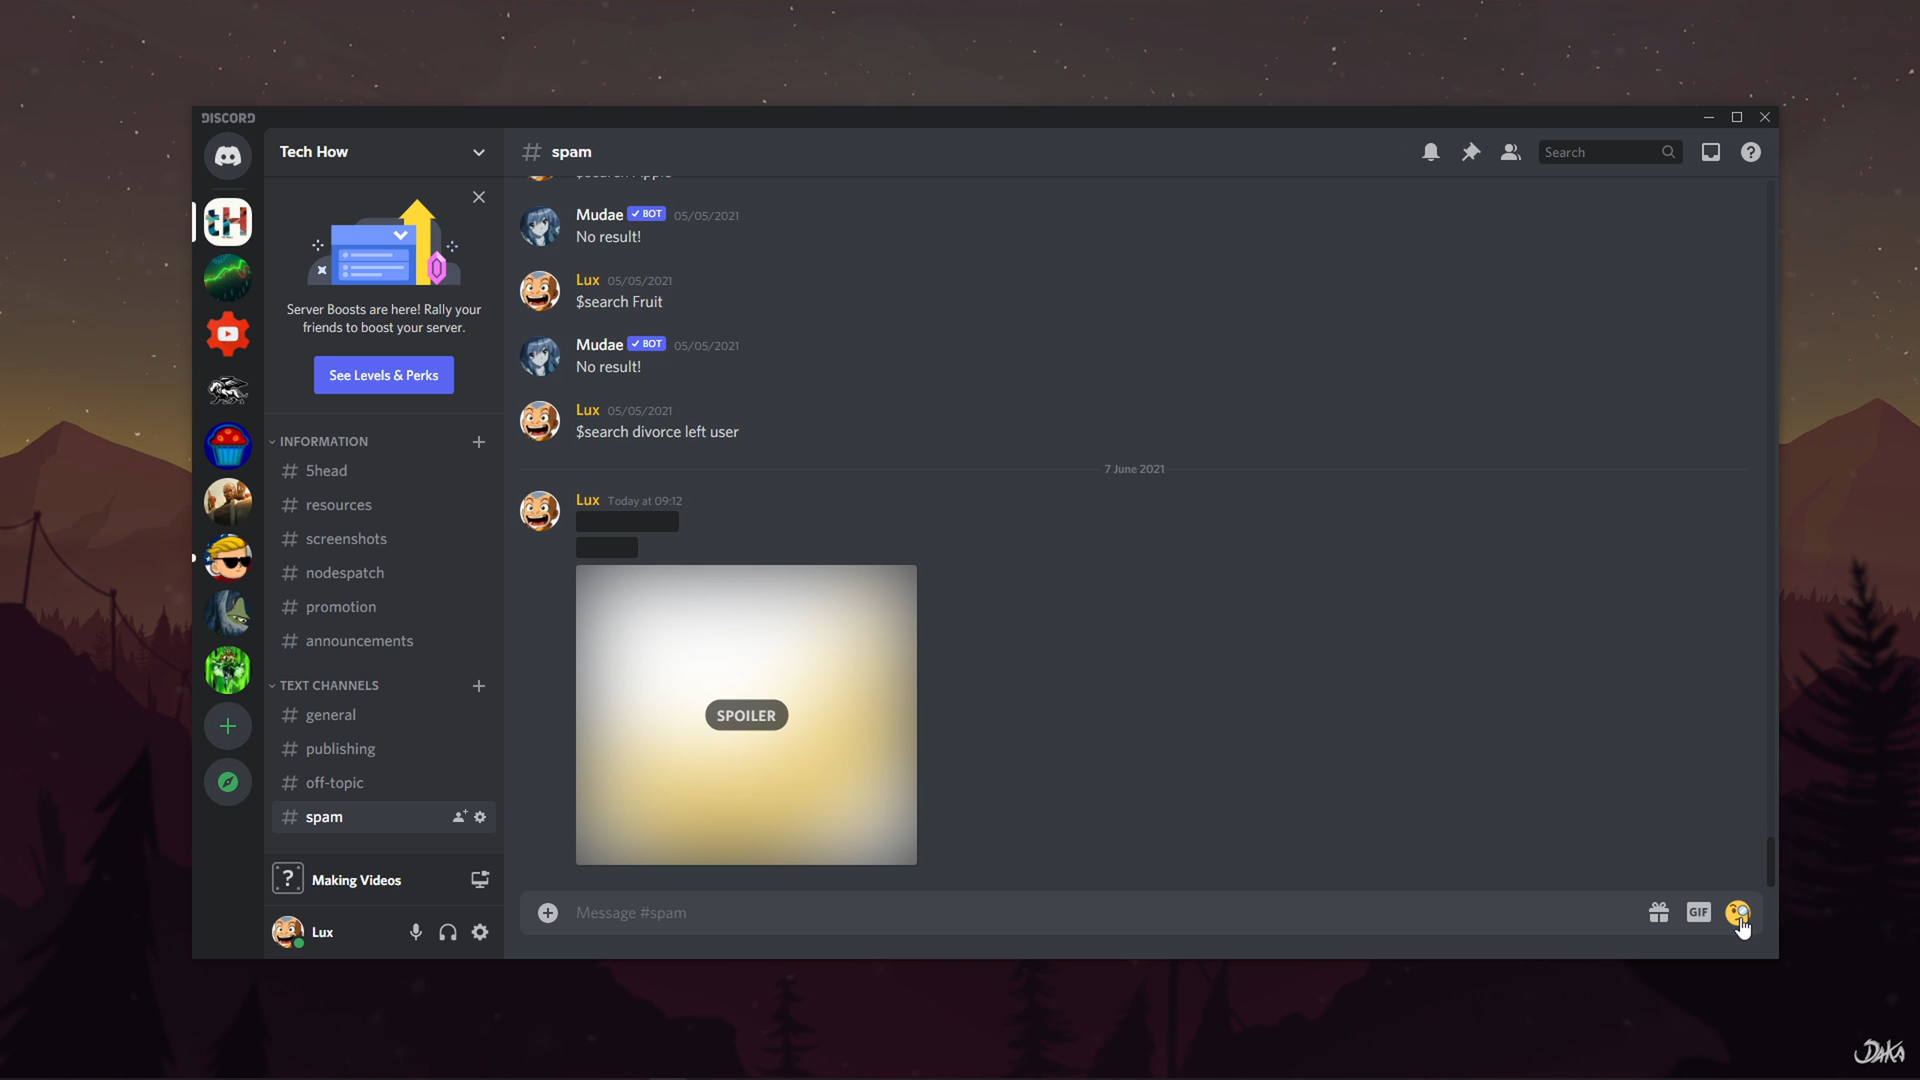 DISCORD
Tech How
Server Boosts are here! Rally your
friends to boost your server.
See Levels & Perks
INFORMATION
5head
resources
screenshots
nodespatch
promotion
announcements
TEXT CHANNELS
general
publishing
off-topic
spam
? Making Videos
Lux
# spam
Search
Mudae ✓ BOT 05/05/2021
No result!
Lux 05/05/2021
$search Fruit
Mudae ✓ BOT 05/05/2021
No result!
Lux 05/05/2021
$search divorce left user
7 June 2021
Lux Today at 09:12
SPOILER
Message #spam
GIF
tH
DAKA